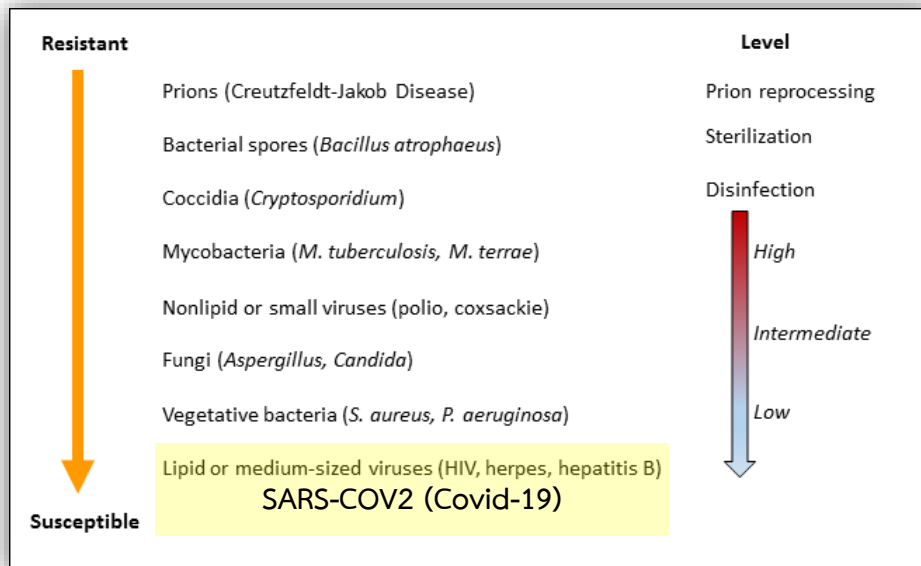 Resistant
Level
Prions (Creutzfeldt-Jakob Disease)
Prion reprocessing
Bacterial spores (Bacillus atrophaeus)
Sterilization
Coccidia (Cryptosporidium)
Disinfection
Mycobacteria (M. tuberculosis, M. terrae)
High
Nonlipid or small viruses (polio, coxsackie)
Intermediate
Fungi (Aspergillus, Candida)
Vegetative bacteria (S. aureus, P. aeruginosa)
Low
Lipid or medium-sized viruses (HIV, herpes, hepatitis B)
SARS-COV2 (Covid-19)
Susceptible